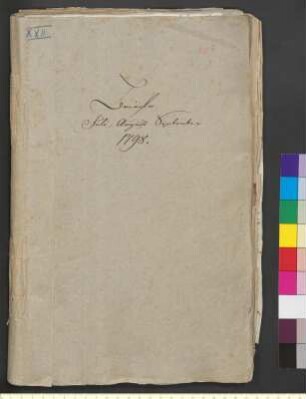 XXII
Briefe
Juli. August September
1798.